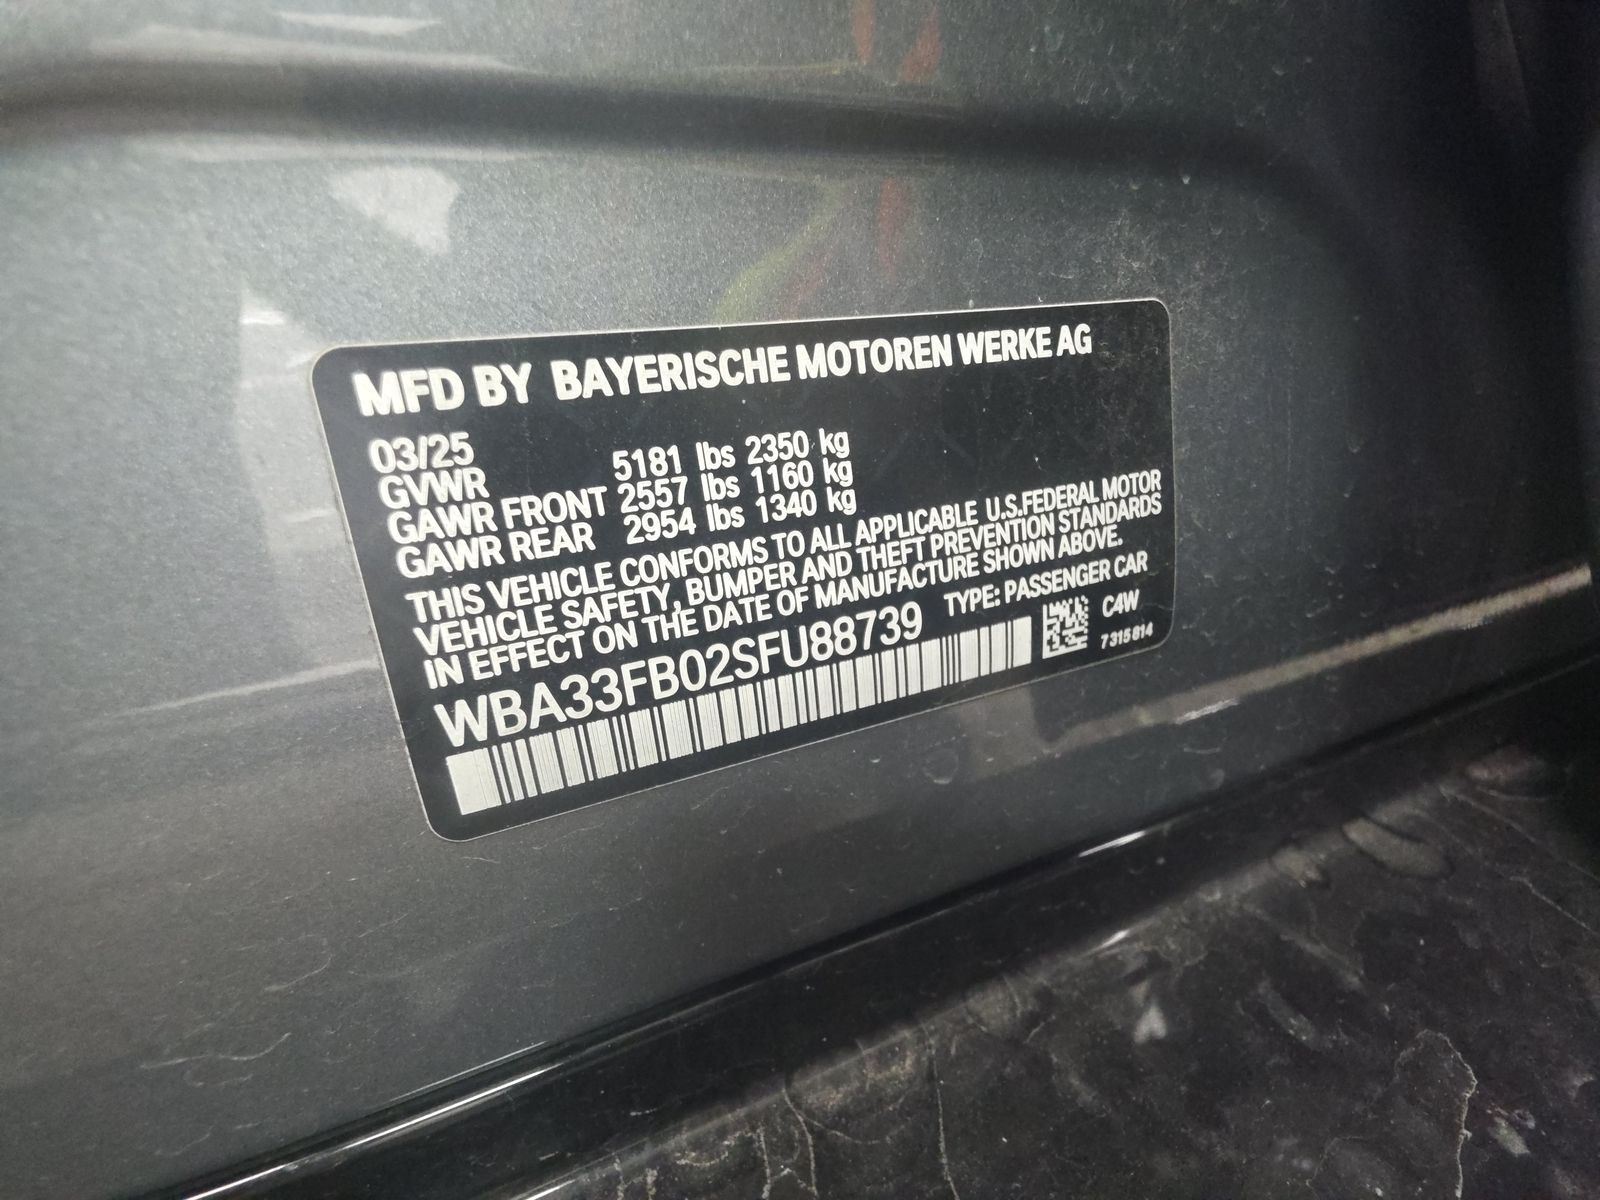 MFD BY BAYERISCHE MOTOREN WERKE AG
03/25
GVWR 5181 lbs 2350 kg
GAWR FRONT 2557 lbs 1160 kg
GAWR REAR 2954 lbs 1340 kg
THIS VEHICLE CONFORMS TO ALL APPLICABLE U.S.FEDERAL MOTOR
VEHICLE SAFETY, BUMPER AND THEFT PREVENTION STANDARDS
IN EFFECT ON THE DATE OF MANUFACTURE SHOWN ABOVE.
WBA33FB02SFU88739 TYPE: PASSENGER CAR
C4W
7315814